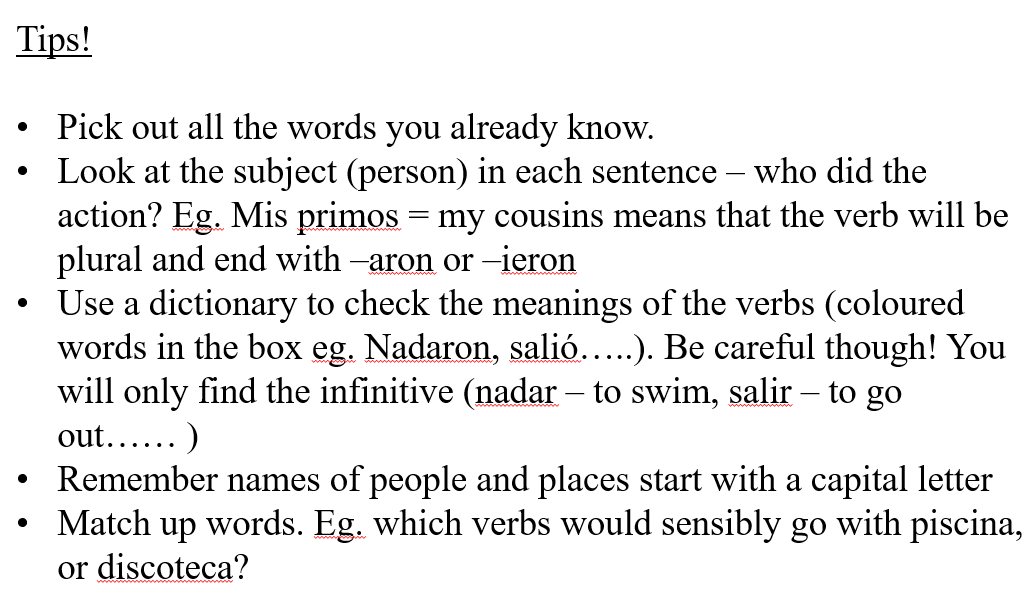 Tips!
• Pick out all the words you already know.
• Look at the subject (person) in each sentence – who did the
action? Eg. Mis primos = my cousins means that the verb will be
plural and end with –aron or –ieron
• Use a dictionary to check the meanings of the verbs (coloured
words in the box eg. Nadaron, salió…..). Be careful though! You
will only find the infinitive (nadar – to swim, salir – to go
out…… )
• Remember names of people and places start with a capital letter
• Match up words. Eg. which verbs would sensibly go with piscina,
or discoteca?